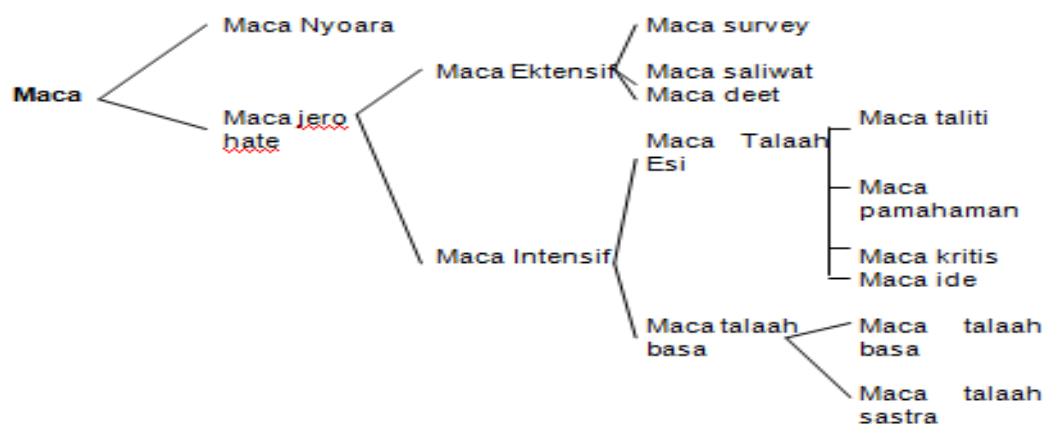 Maca
Maca Nyoara
Maca jero
hate
Maca Ektensif
Maca survey
Maca saliwat
Maca deet
Maca Intensif
Maca Talaah
Esi
Maca taliti
Maca
pamahaman
Maca kritis
Maca ide
Maca talaah
basa
Maca talaah
basa
Maca talaah
sastra